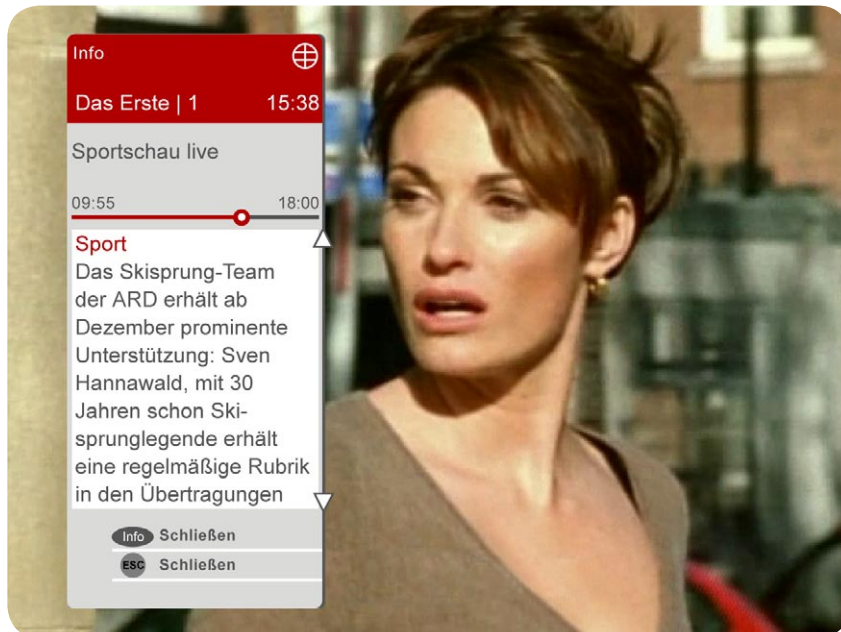 Info
Das Erste | 1 15:38
Sportschau live
09:55 18:00
Sport
Das Skisprung-Team
der ARD erhält ab
Dezember prominente
Unterstützung: Sven
Hannawald, mit 30
Jahren schon Ski-
sprunglegende erhält
eine regelmäßige Rubrik
in den Übertragungen
Info Schließen
ESC Schließen